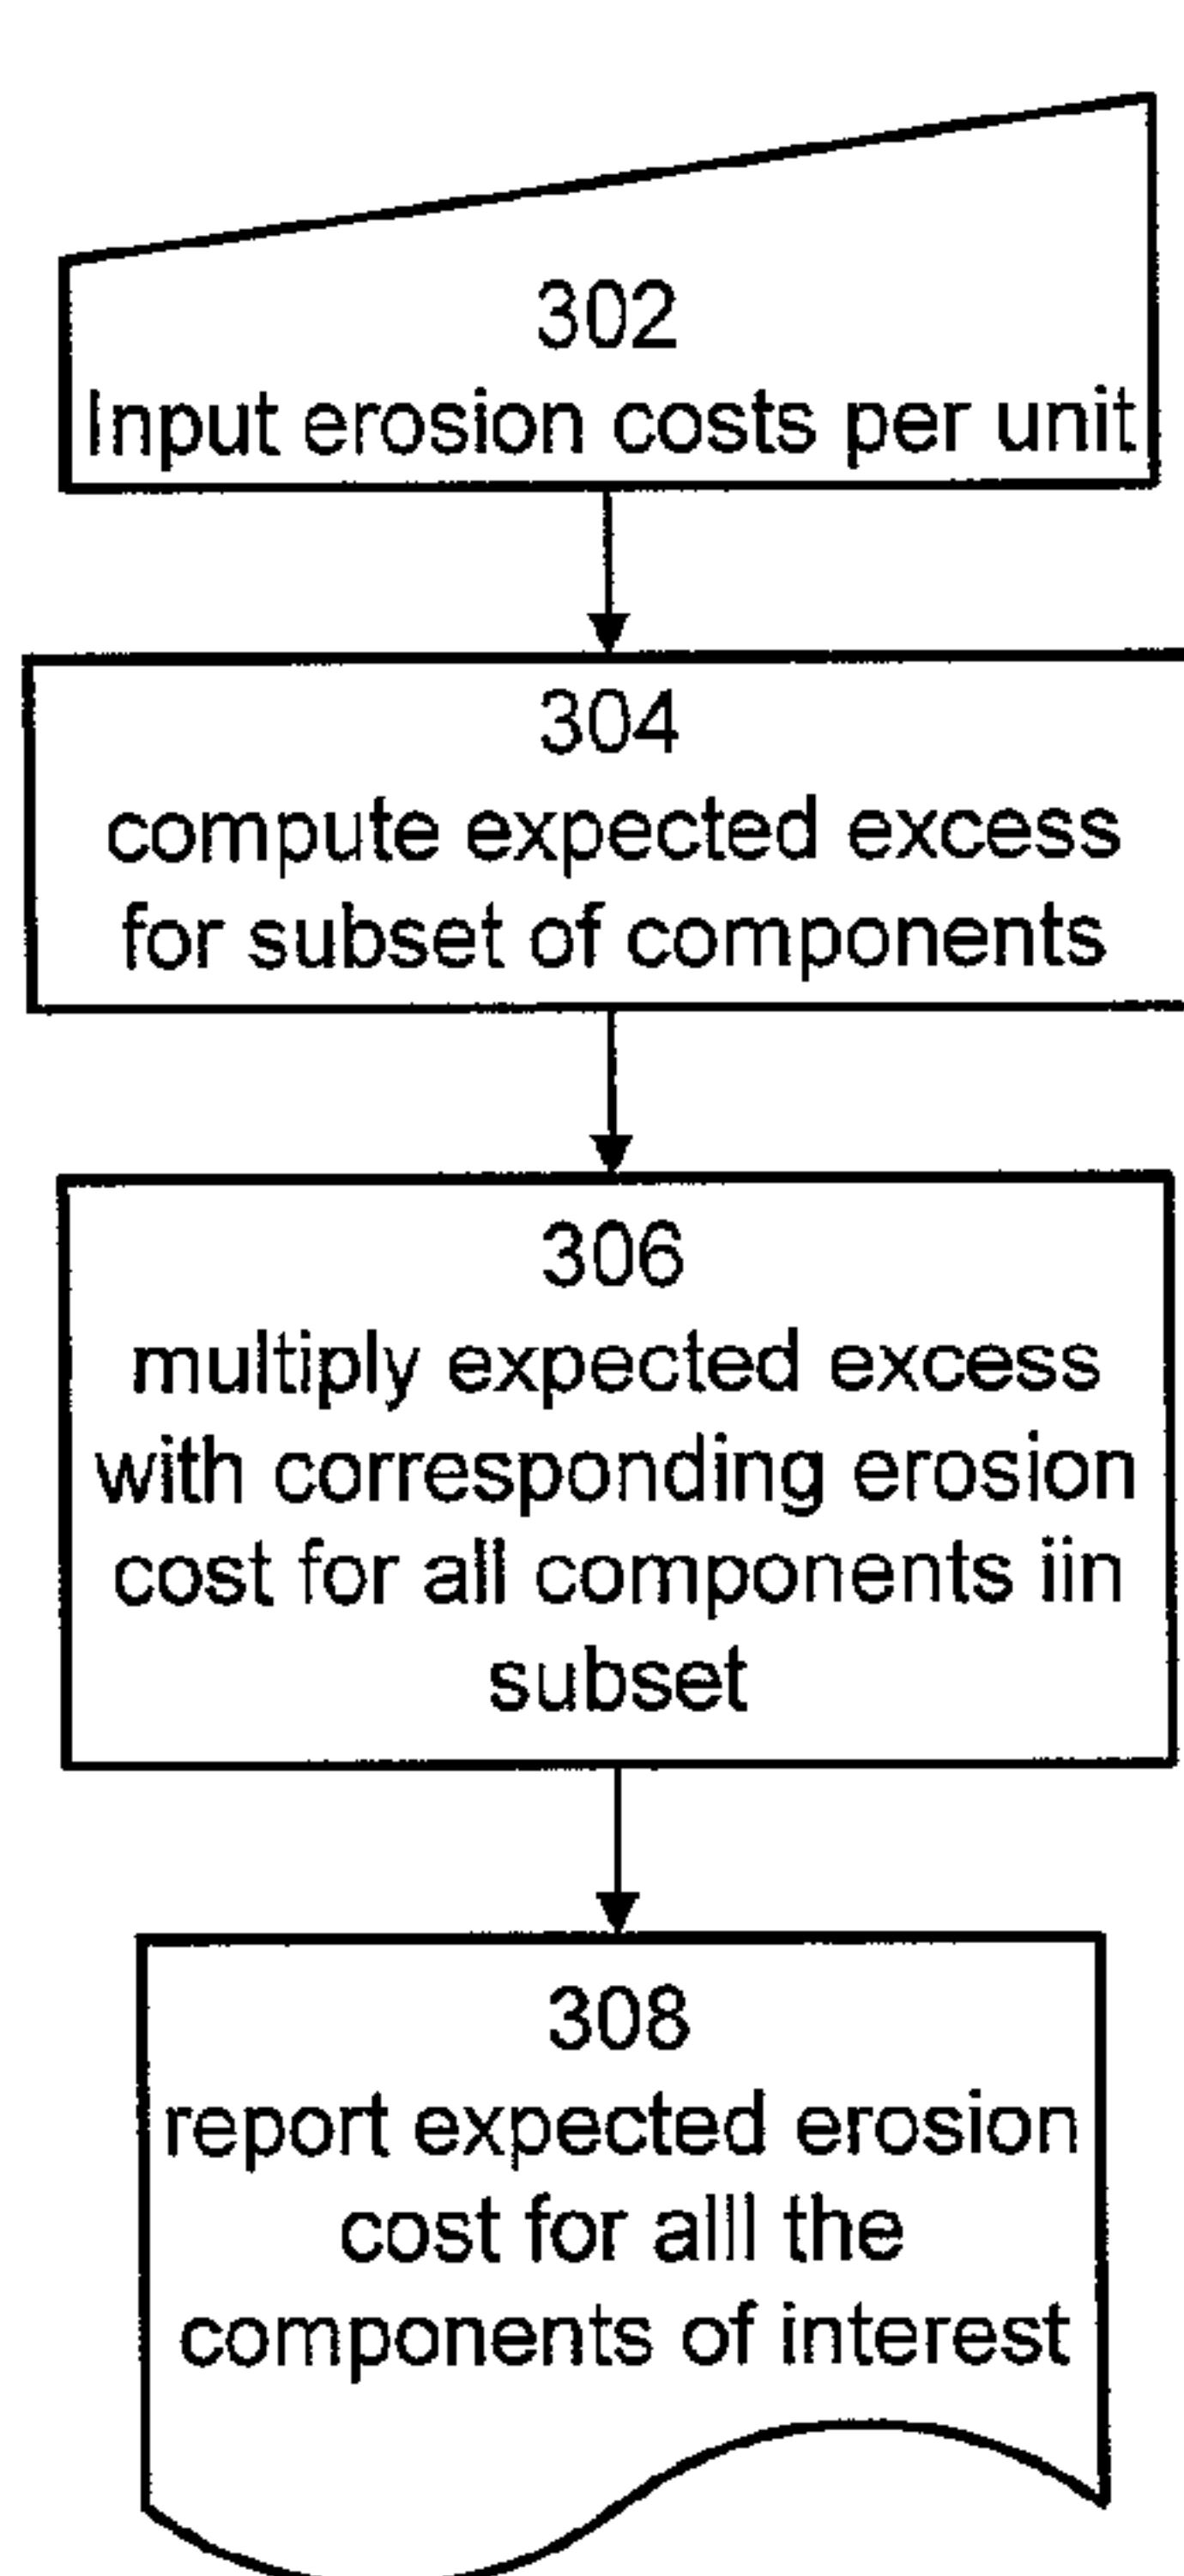 302
Input erosion costs per unit
304
compute expected excess
for subset of components
306
multiply expected excess
with corresponding erosion
cost for all components iin
subset
308
report expected erosion
cost for alll the
components of interest